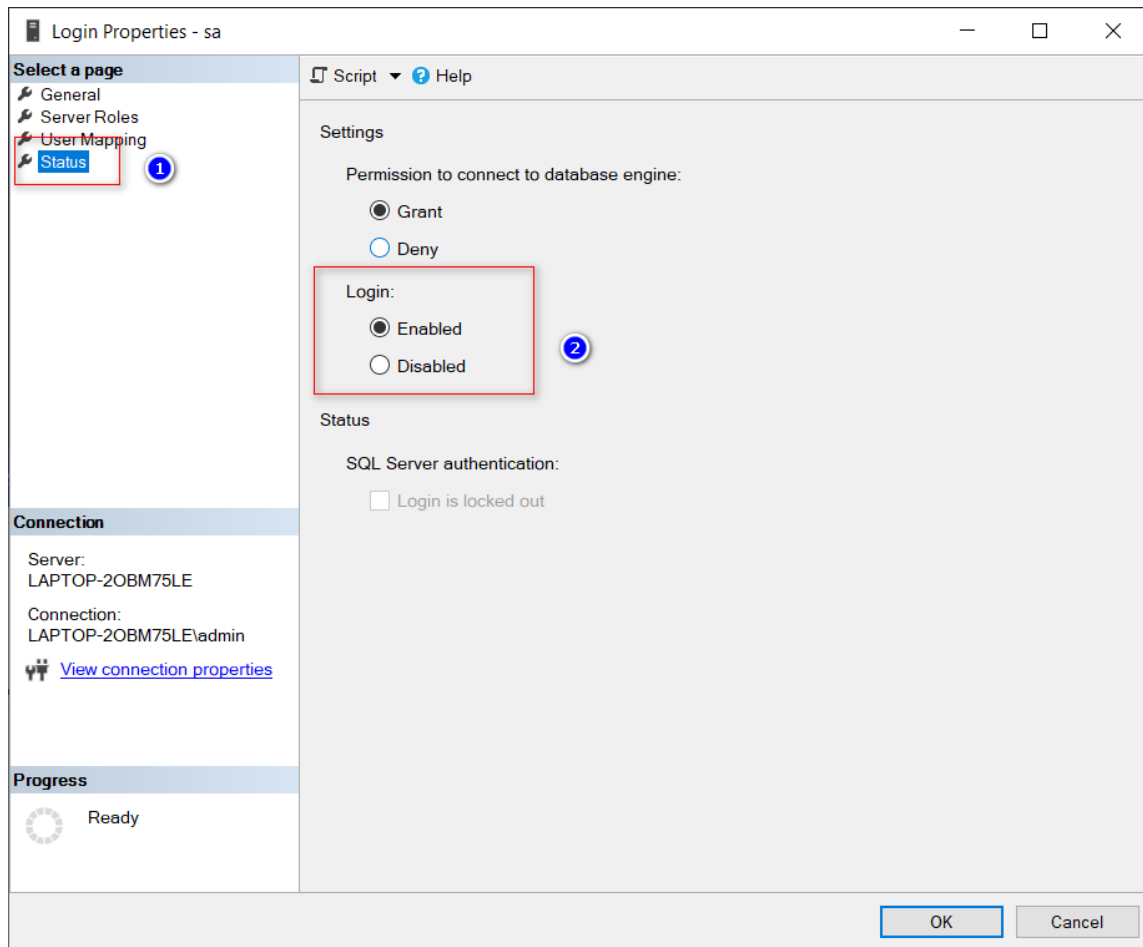 Login Properties - sa
Select a page
General
Server Roles
User Mapping
Status
1
Script
Help
Settings
Permission to connect to database engine:
Grant
Deny
Login:
Enabled
Disabled
2
Status
SQL Server authentication:
Login is locked out
Connection
Server:
LAPTOP-2OBM75LE
Connection:
LAPTOP-2OBM75LE\admin
View connection properties
Progress
Ready
OK
Cancel